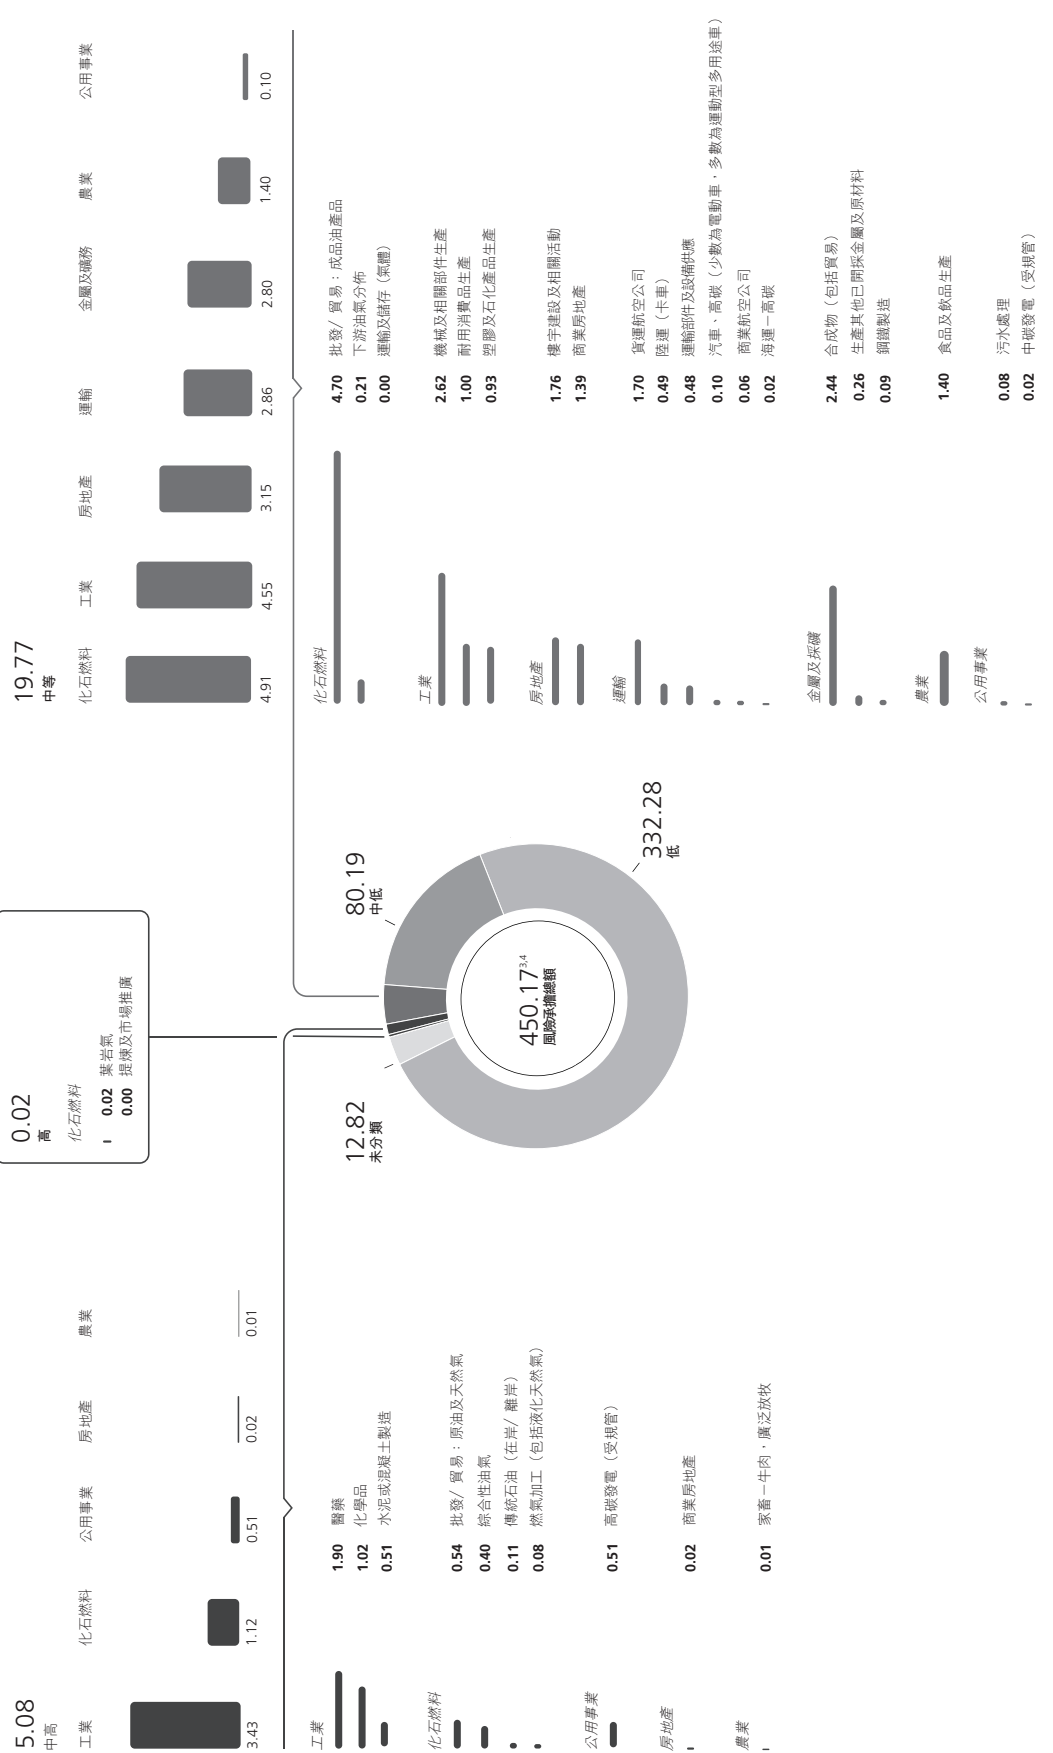 5.08
中高
工業
化石燃料
公用事業
房地產
農業
3.43
1.12
0.51
0.02
0.01
工業
1.90 醫藥
1.02 化學品
0.51 水泥或混凝土製造
化石燃料
0.54 批發/ 貿易：原油及天然氣
0.40 綜合性油氣
0.11 傳統石油（在岸/ 離岸）
0.08 燃氣加工（包括液化天然氣）
公用事業
0.51 高碳發電（受規管）
房地產
0.02 商業房地產
農業
0.01 家畜－牛肉，廣泛放牧
0.02
高
化石燃料
0.02 葉岩氣
0.00 提煉及市場推廣
12.82
未分類
80.19
中低
332.28
低
450.17³,⁴
風險承擔總額
19.77
中等
化石燃料
工業
房地產
運輸
金屬及礦務
農業
公用事業
4.91
4.55
3.15
2.86
2.80
1.40
0.10
化石燃料
4.70 批發/ 貿易：成品油產品
0.21 下游油氣分佈
0.00 運輸及儲存（氣體）
工業
2.62 機械及相關部件生產
1.00 耐用消費品生產
0.93 塑膠及石化產品生產
房地產
1.76 樓宇建設及相關活動
1.39 商業房地產
運輸
1.70 貨運航空公司
0.49 陸運（卡車）
0.48 運輸部件及設備供應
0.10 汽車、高碳（少數為電動車，多數為運動型多用途車）
0.06 商業航空公司
0.02 海運－高碳
金屬及採礦
2.44 合成物（包括貿易）
0.26 生產其他已開採金屬及原材料
0.09 鋼鐵製造
農業
1.40 食品及飲品生產
公用事業
0.08 污水處理
0.02 中碳發電（受規管）